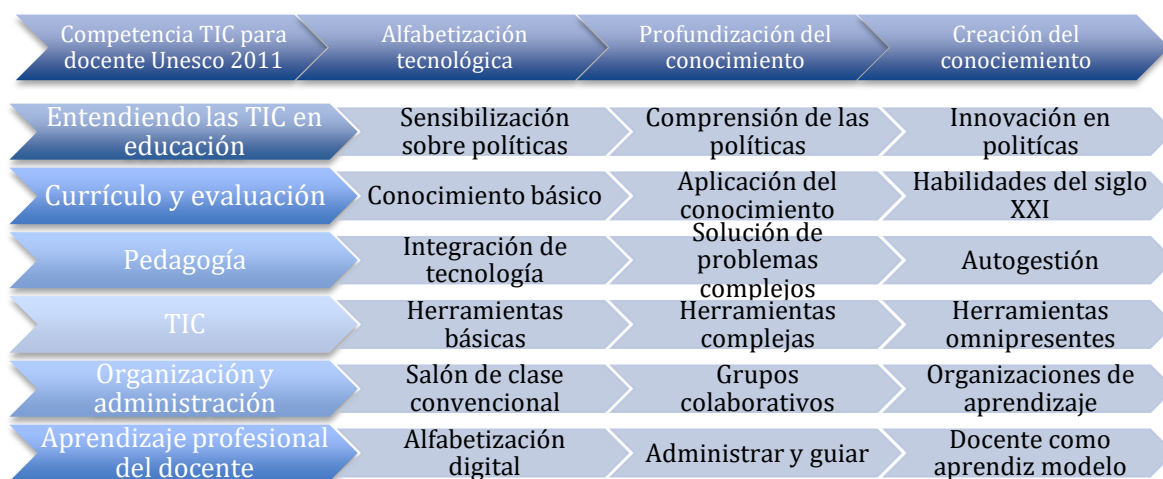 Competencia TIC para
docente Unesco 2011
Alfabetización
tecnológica
Profundización del
conocimiento
Creación del
conociemiento
Entendiendo las TIC en
educación
Sensibilización
sobre políticas
Comprensión de las
políticas
Innovación en
politícas
Currículo y evaluación
Conocimiento básico
Aplicación del
conocimiento
Habilidades del siglo
XXI
Pedagogía
Integración de
tecnología
Solución de
problemas
complejos
Autogestión
TIC
Herramientas
básicas
Herramientas
complejas
Herramientas
omnipresentes
Organización y
administración
Salón de clase
convencional
Grupos
colaborativos
Organizaciones de
aprendizaje
Aprendizaje profesional
del docente
Alfabetización
digital
Administrar y guiar
Docente como
aprendiz modelo